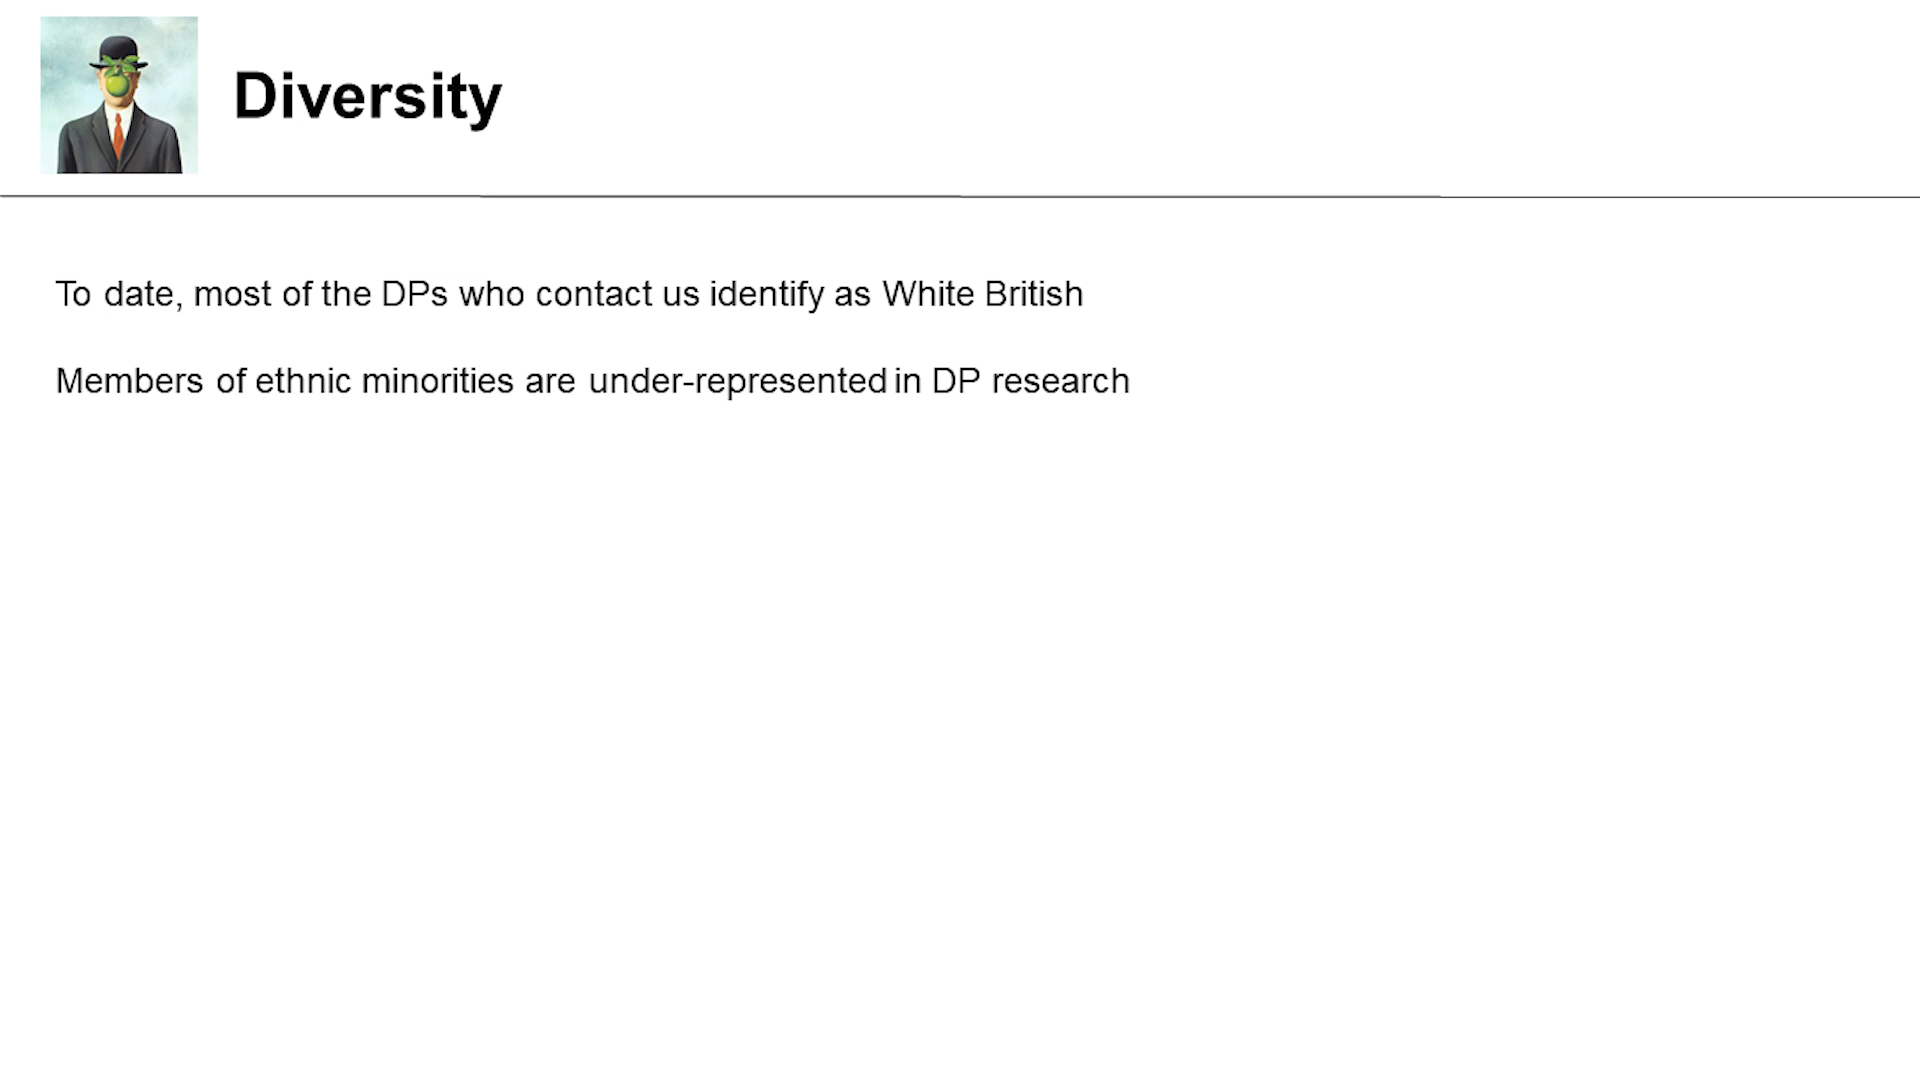 Diversity
To date, most of the DPs who contact us identify as White British
Members of ethnic minorities are under-represented in DP research